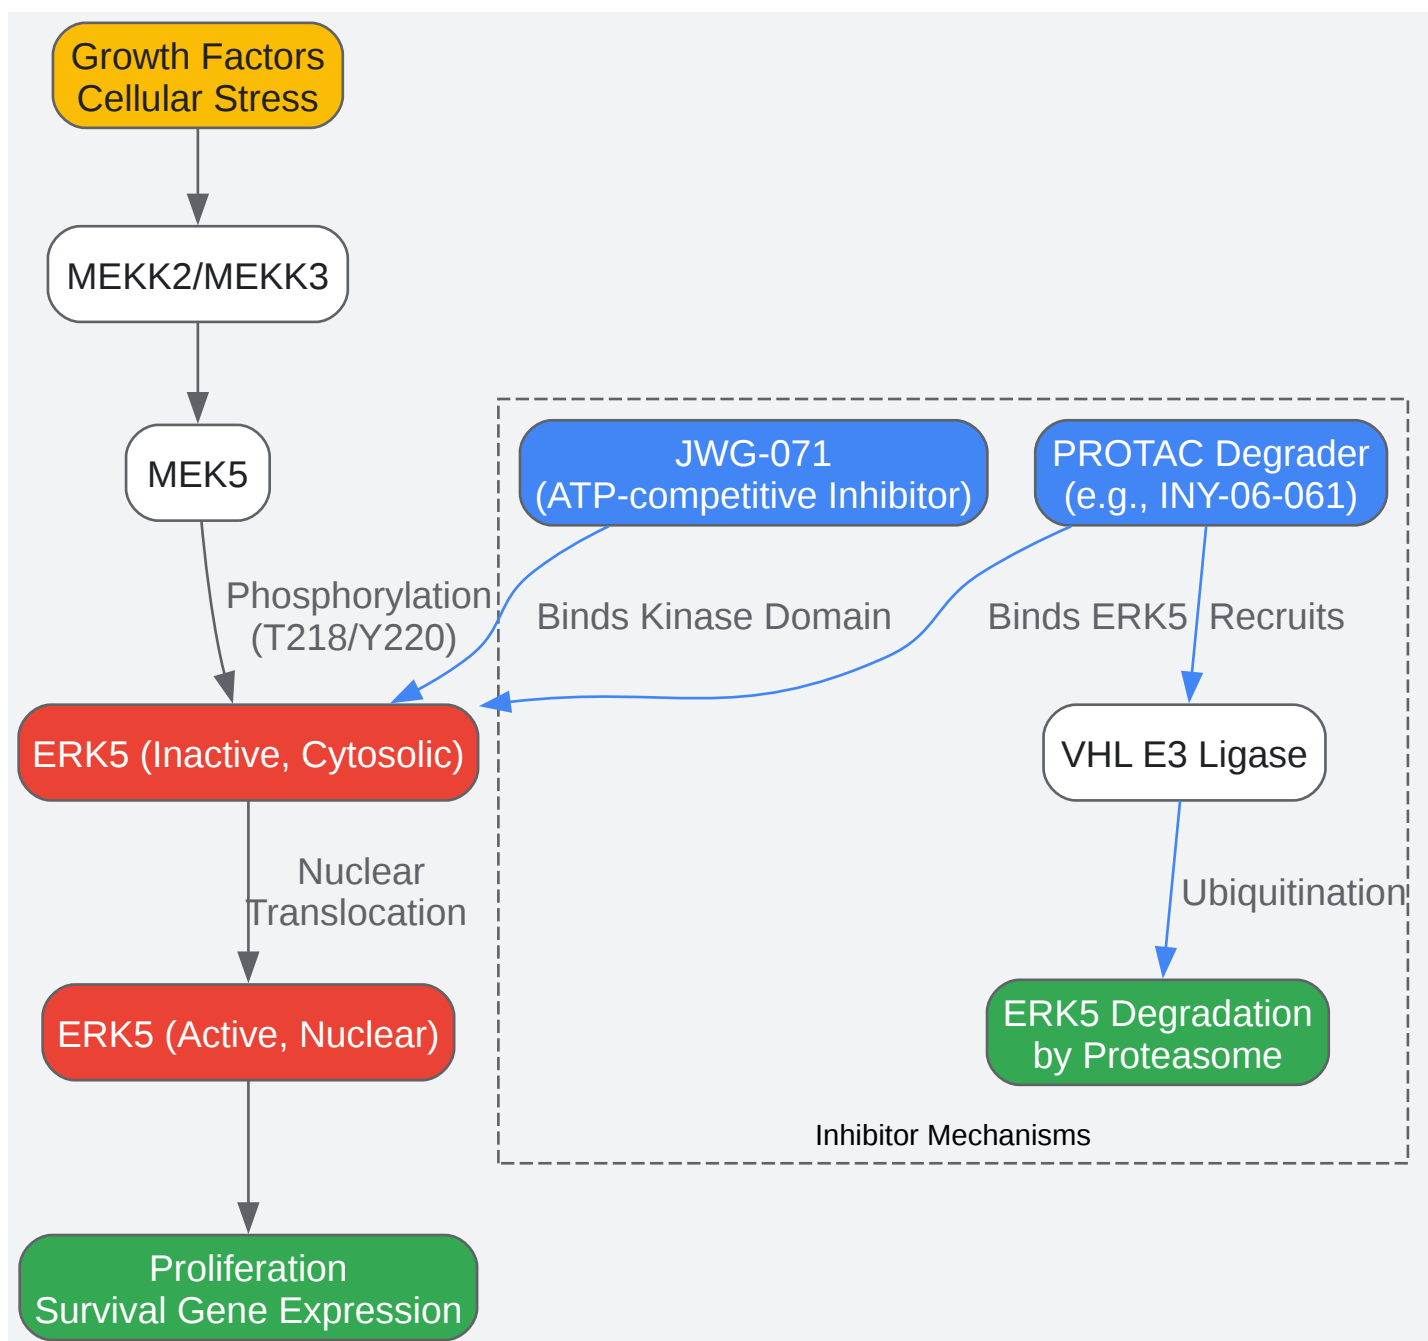 Growth Factors
Cellular Stress
MEKK2/MEKK3
MEK5
JWG-071
(ATP-competitive Inhibitor)
PROTAC Degrader
(e.g., INY-06-061)
Phosphorylation
(T218/Y220)
Binds Kinase Domain
Binds ERK5
Recruits
ERK5 (Inactive, Cytosolic)
VHL E3 Ligase
Nuclear
Translocation
Ubiquitination
ERK5 (Active, Nuclear)
ERK5 Degradation
by Proteasome
Inhibitor Mechanisms
Proliferation
Survival Gene Expression